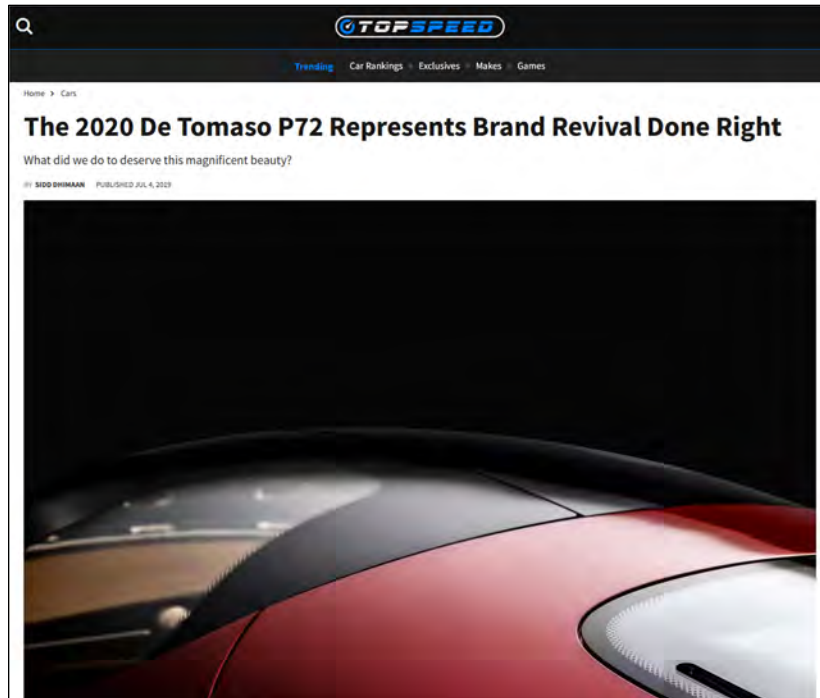 TOPSPEED
Trending Car Rankings Exclusives Makes Games
Home > Cars
The 2020 De Tomaso P72 Represents Brand Revival Done Right
What did we do to deserve this magnificent beauty?
BY SIDD DHIMAAN PUBLISHED JUL 4, 2019